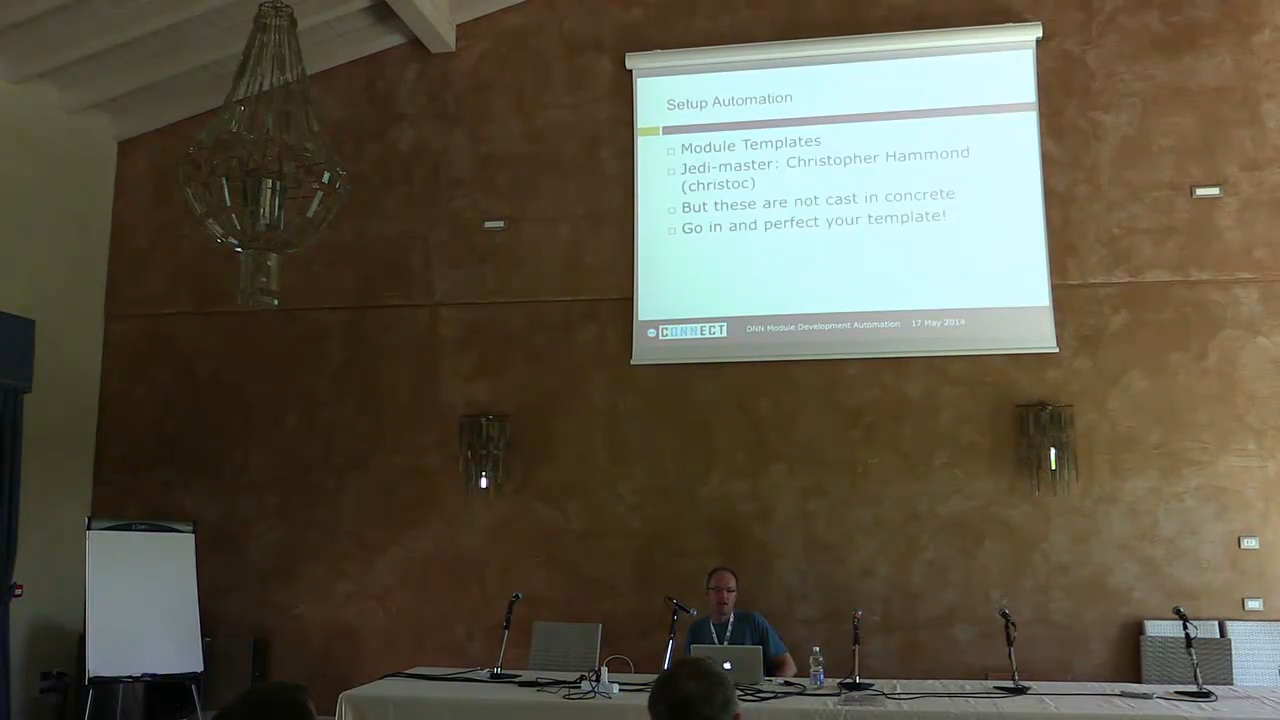 Setup Automation
Module Templates
Jedi-master: Christopher Hammond
(christoc)
But these are not cast in concrete
Go in and perfect your template!
CONNECT DNN Module Development Automation 17 May 2014